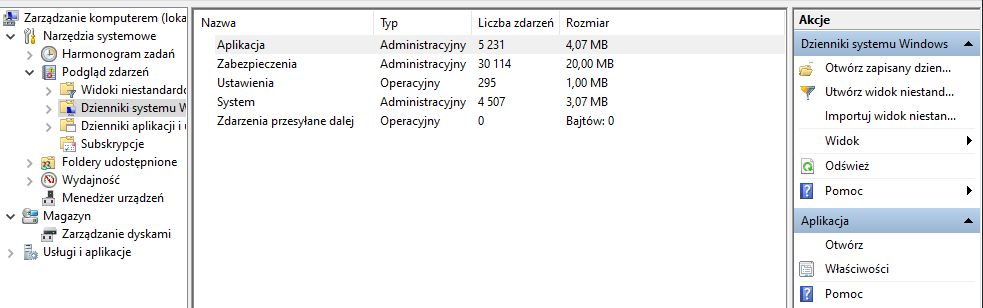 Zarządzanie komputerem (loka
Narzędzia systemowe
Harmonogram zadań
Podgląd zdarzeń
Widoki niestandardo
Dzienniki systemu W
Dzienniki aplikacji i u
Subskrypcje
Foldery udostępnione
Wydajność
Menedżer urządzeń
Magazyn
Zarządzanie dyskami
Usługi i aplikacje
Nazwa Typ Liczba zdarzeń Rozmiar
Aplikacja Administracyjny 5 231 4,07 MB
Zabezpieczenia Administracyjny 30 114 20,00 MB
Ustawienia Operacyjny 295 1,00 MB
System Administracyjny 4 507 3,07 MB
Zdarzenia przesyłane dalej Operacyjny 0 Bajtów: 0
Akcje
Dzienniki systemu Windows
Otwórz zapisany dzien...
Utwórz widok niestand...
Importuj widok niestan...
Widok
Odśwież
Pomoc
Aplikacja
Otwórz
Właściwości
Pomoc